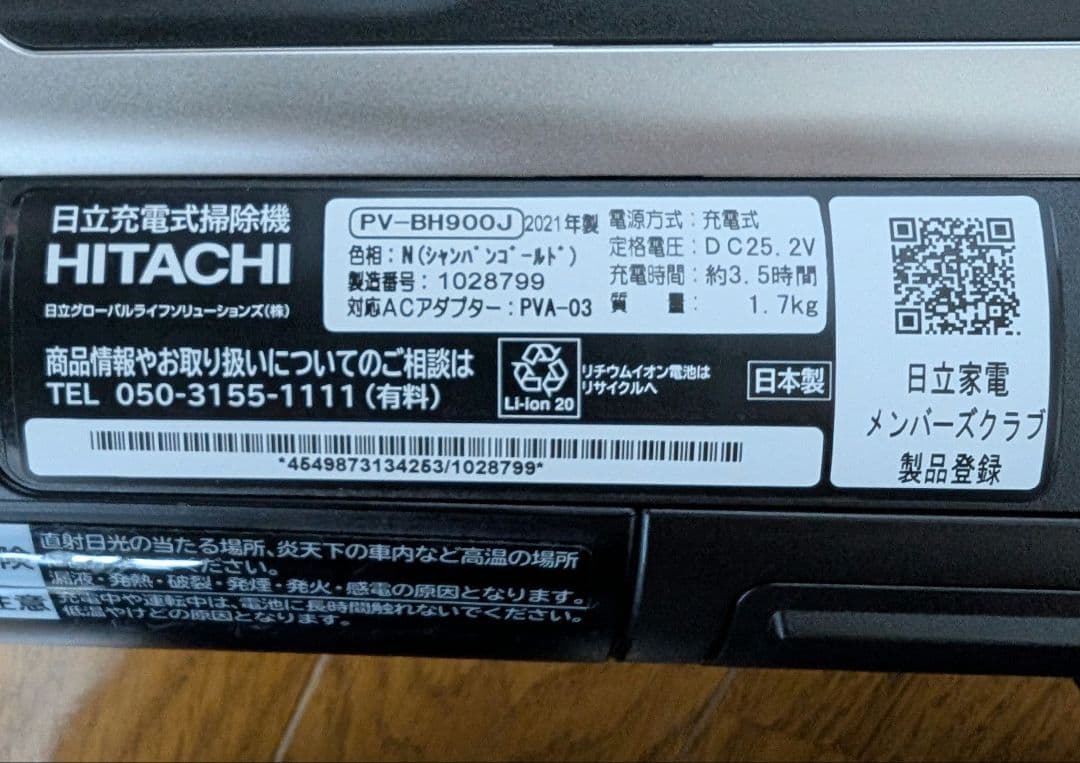 日立充電式掃除機
HITACHI
日立グローバルライフソリューションズ(株)
PV-BH900J 2021年製
色相:N(シャンパンゴールド)
製造番号:1028799
対応ACアダプター:PVA-03
電源方式:充電式
定格電圧:DC25.2V
充電時間:約3.5時間
質量:1.7kg
商品情報やお取り扱いについてのご相談は
TEL 050-3155-1111(有料)
Li-ion 20
リチウムイオン電池は
リサイクルへ
日本製
*4549873134253/1028799*
日立家電
メンバーズクラブ
製品登録
直射日光の当たる場所、炎天下の車内など高温の場所
ださい。
漏液・発熱・破裂・発煙・発火・感電の原因となります。
注意
充電中や運転中は、電池に長時間触れないでください。
低温やけどの原因となります。